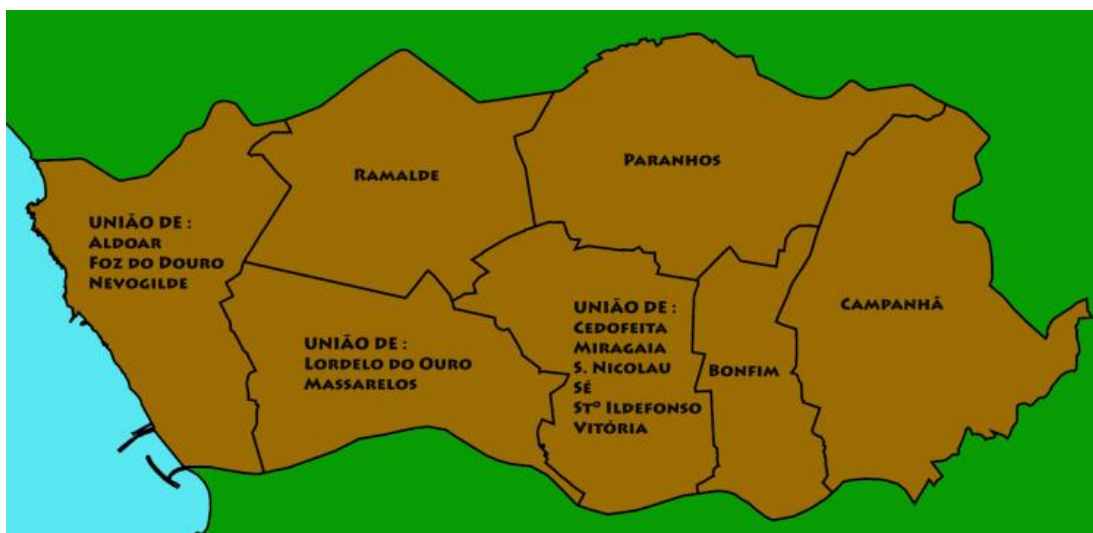 Ramalde
Paranhos
UNIÃO DE :
Aldoar
Foz do Douro
Nevogilde
UNIÃO DE :
Lordelo do Ouro
Massarelos
UNIÃO DE :
Cedofeita
Miragaia
S. Nicolau
Sé
Stº Ildefonso
Vitória
Bonfim
Campanhã